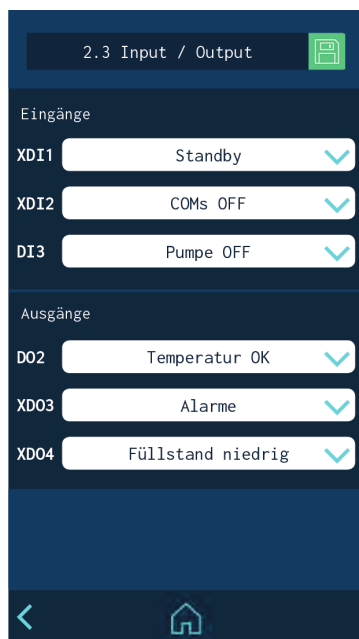 2.3 Input / Output
Eingänge
XDI1 Standby
XDI2 COMs OFF
DI3 Pumpe OFF
Ausgänge
DO2 Temperatur OK
XDO3 Alarme
XDO4 Füllstand niedrig